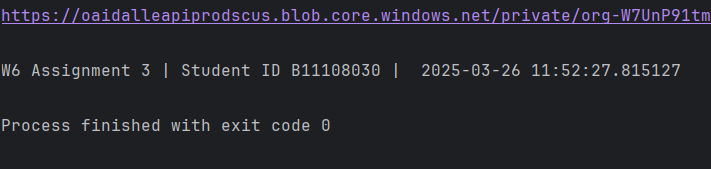 https://oaidalleapiprodscus.blob.core.windows.net/private/org-W7UnP91tm
W6 Assignment 3 | Student ID B11108030 |  2025-03-26 11:52:27.815127
Process finished with exit code 0